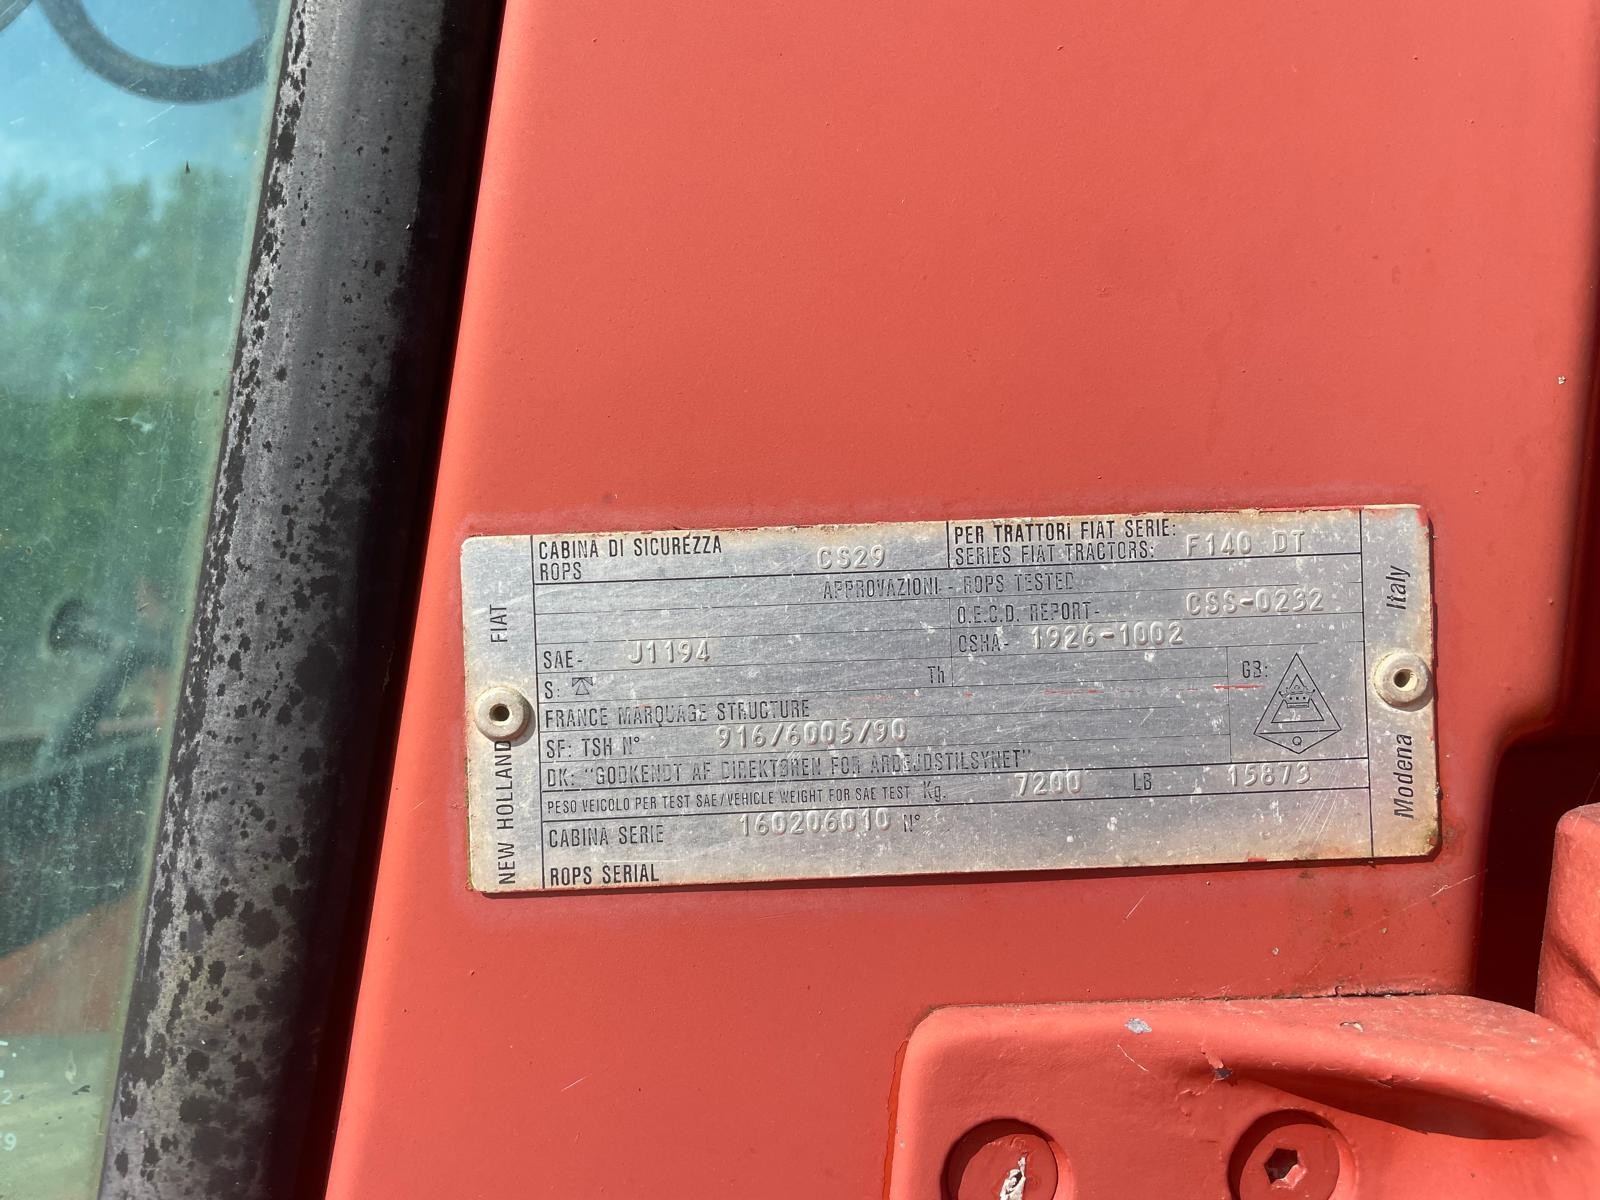 CABINA DI SICUREZZA
ROPS
CS29
PER TRATTORI FIAT SERIE:
SERIES FIAT TRACTORS: F140 DT
APPROVAZIONI - ROPS TESTED
O.E.C.D. REPORT- CSS-0232
SAE- J1194
OSHA- 1926-1002
S: Th
GB:
Q
FRANCE MARQUAGE STRUCTURE
SF: TSH N° 916/6005/90
DK: "GODKENDT AF DIREKTØREN FOR ARDEJDSTILSYNET"
PESO VEICOLO PER TEST SAE/VEHICLE WEIGHT FOR SAE TEST Kg. 7200 LB 15873
CABINA SERIE 160206010 N°
ROPS SERIAL
NEW HOLLAND FIAT
Modena Italy